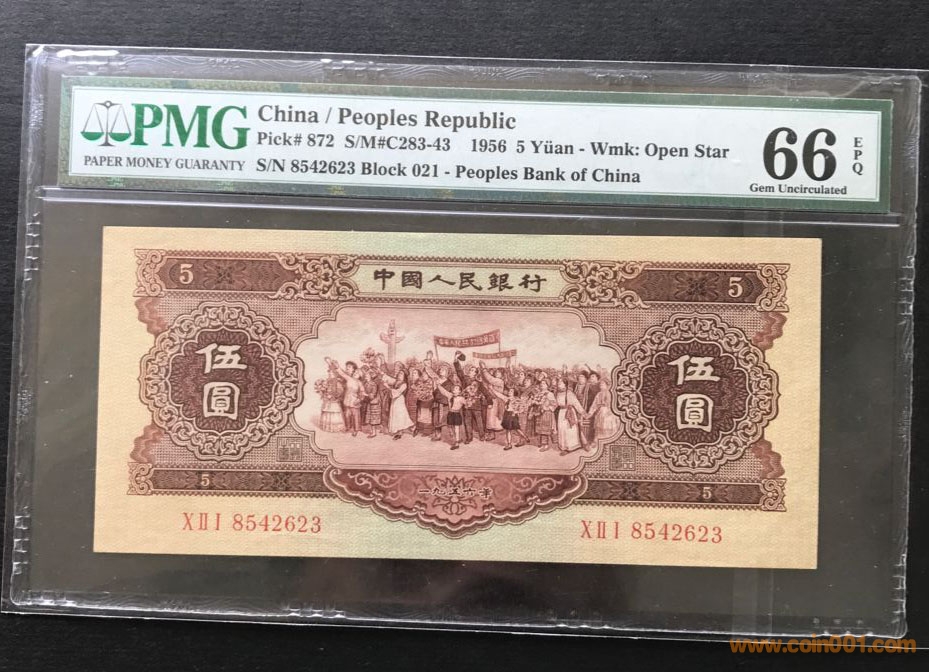 PMG
PAPER MONEY GUARANTY
China / Peoples Republic
Pick# 872 S/M#C283-43 1956 5 Yüan - Wmk: Open Star
S/N 8542623 Block 021 - Peoples Bank of China
66
EPQ
Gem Uncirculated
5 中國人民銀行 5
伍圓
伍圓
5 一九五六年 5
XII I 8542623
XII I 8542623
www.coin001.com